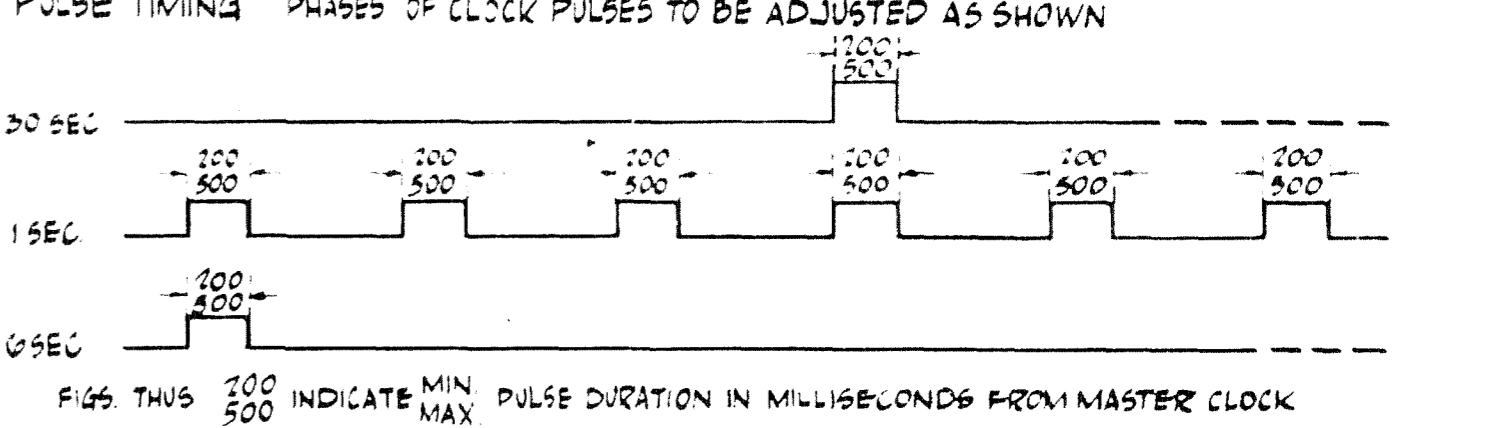 PULSE TIMING PHASES OF CLOCK PULSES TO BE ADJUSTED AS SHOWN
200
500
30 SEC
200 200 200 200 200 200
500 500 500 500 500 500
1 SEC.
200
500
6 SEC
FIGS. THUS 200 500 INDICATE MIN. MAX. PULSE DURATION IN MILLISECONDS FROM MASTER CLOCK